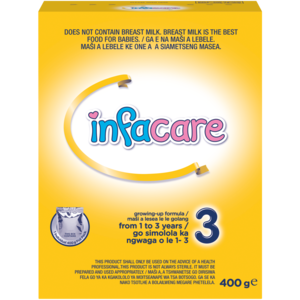 DOES NOT CONTAIN BREAST MILK. BREAST MILK IS THE BEST
FOOD FOR BABIES. / GA E NA MAŠI A LEBELE.
MAŠI A LEBELE KE ONE A A SIAMETSENG MASEA.
infacare
growing-up formula /
maši a texea le le goleng
from 1 to 3 years /
go simolola ka
ngwaga o le 1- 3
3
THIS PRODUCT SHALL ONLY BE USED ON THE ADVICE OF A HEALTH
PROFESSIONAL, THIS PRODUCT IS NOT ALWAYS STERILE. IT MUST BE
PREPARED AND USED APPROPRIATELY / MAŠI A,
400 g e